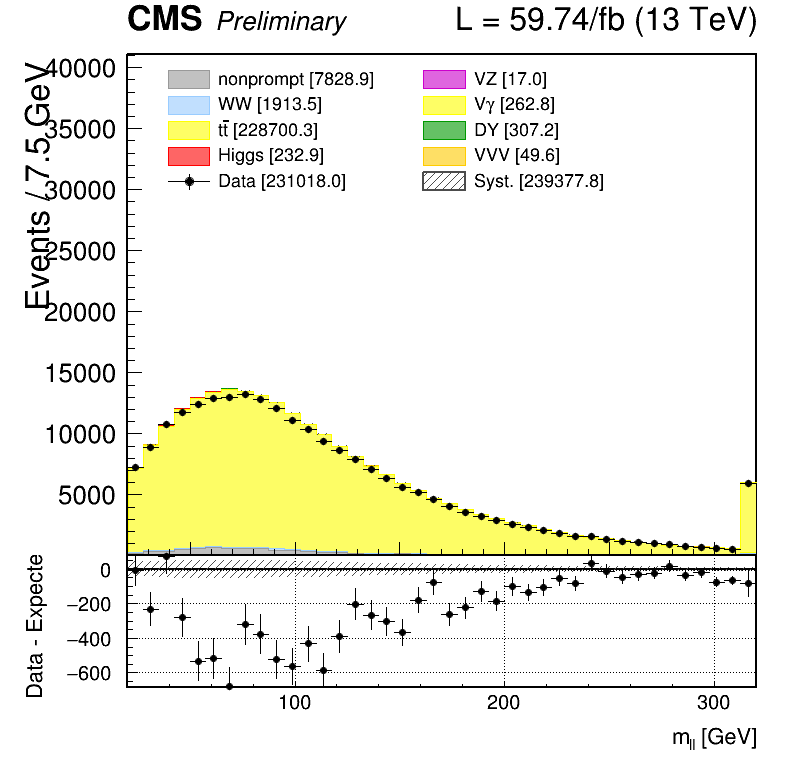 CMS Preliminary L = 59.74/fb (13 TeV)
Events / 7.5 GeV
40000
35000
30000
25000
20000
15000
10000
5000
nonprompt [7828.9]
WW [1913.5]
tt̄ [228700.3]
Higgs [232.9]
Data [231018.0]
VZ [17.0]
Vγ [262.8]
DY [307.2]
VVV [49.6]
Syst. [239377.8]
Data - Expecte
0
−200
−400
−600
100 200 300
mll [GeV]